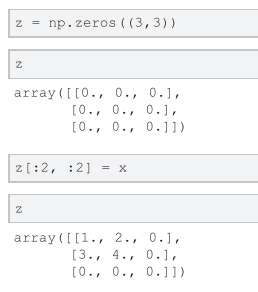 z = np.zeros((3,3))
z
array([[0., 0., 0.],
       [0., 0., 0.],
       [0., 0., 0.]])
z[:2, :2] = x
z
array([[1., 2., 0.],
       [3., 4., 0.],
       [0., 0., 0.]])